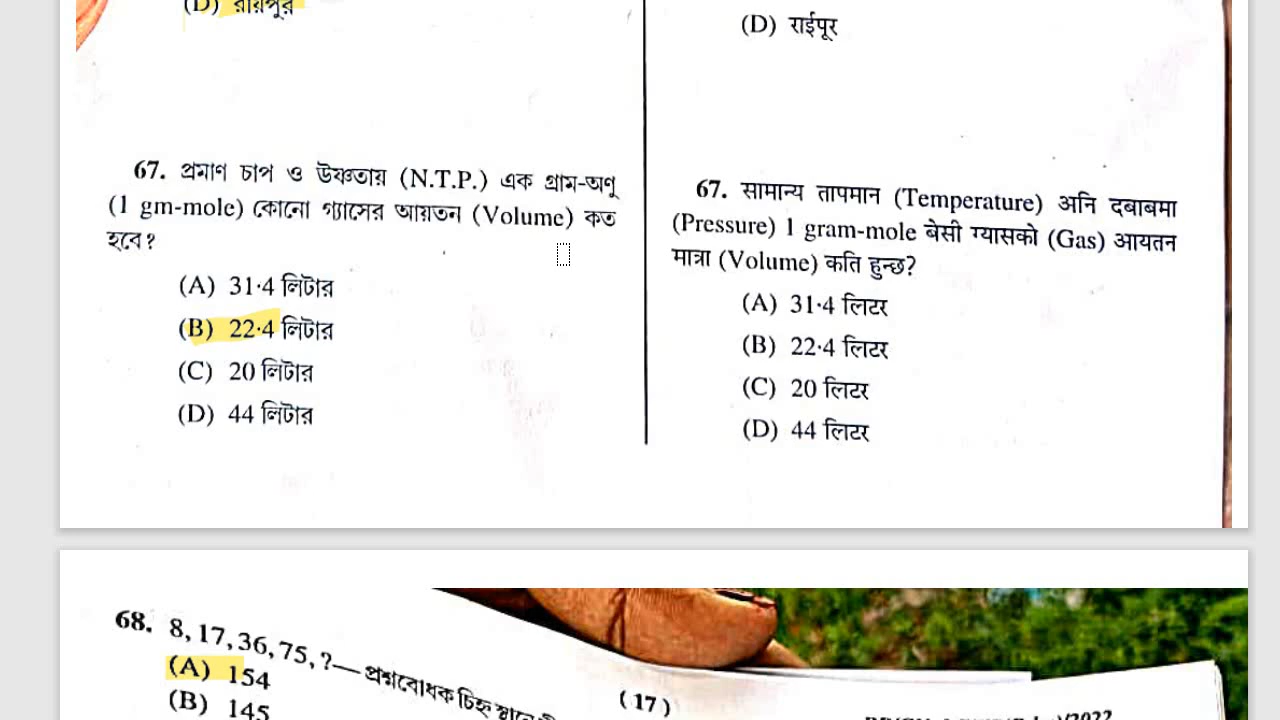 (D) রায়পুর
67. প্রমাণ চাপ ও উষ্ণতায় (N.T.P.) এক গ্রাম-অণু
(1 gm-mole) কোনো গ্যাসের আয়তন (Volume) কত
হবে?
(A) 31·4 লিটার
(B) 22·4 লিটার
(C) 20 লিটার
(D) 44 লিটার
(D) राईपूर
67. सामान्य तापमान (Temperature) अनि दबाबमा
(Pressure) 1 gram-mole बेसी ग्यासको (Gas) आयतन
मात्रा (Volume) कति हुन्छ?
(A) 31·4 लिटर
(B) 22·4 लिटर
(C) 20 लिटर
(D) 44 लिटर
68. 8, 17, 36, 75, ?— প্রশ্নবোধক চিহ্ন
(A) 154
(B) 145
(17)